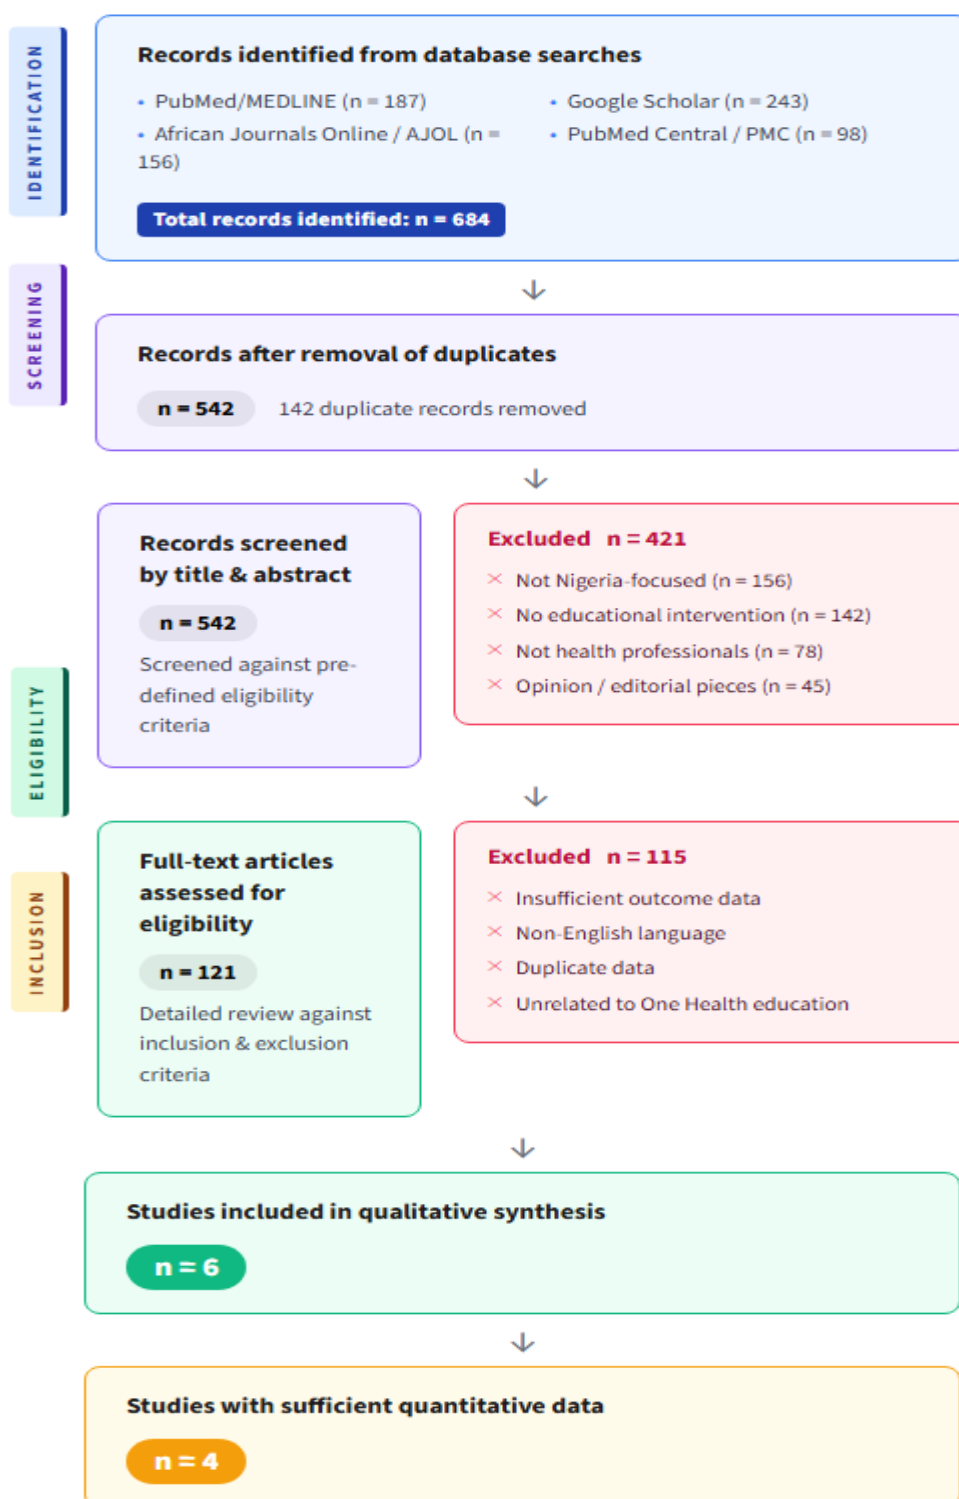 IDENTIFICATION
Records identified from database searches
• PubMed/MEDLINE (n = 187)
• Google Scholar (n = 243)
• African Journals Online / AJOL (n =
156)
• PubMed Central / PMC (n = 98)
Total records identified: n = 684
↓
SCREENING
Records after removal of duplicates
n = 542
142 duplicate records removed
↓
Records screened
by title & abstract
n = 542
Screened against pre-
defined eligibility
criteria
Excluded n = 421
× Not Nigeria-focused (n = 156)
× No educational intervention (n = 142)
× Not health professionals (n = 78)
× Opinion / editorial pieces (n = 45)
↓
ELIGIBILITY
Full-text articles
assessed for
eligibility
n = 121
Detailed review against
inclusion & exclusion
criteria
Excluded n = 115
× Insufficient outcome data
× Non-English language
× Duplicate data
× Unrelated to One Health education
↓
INCLUSION
Studies included in qualitative synthesis
n = 6
↓
Studies with sufficient quantitative data
n = 4